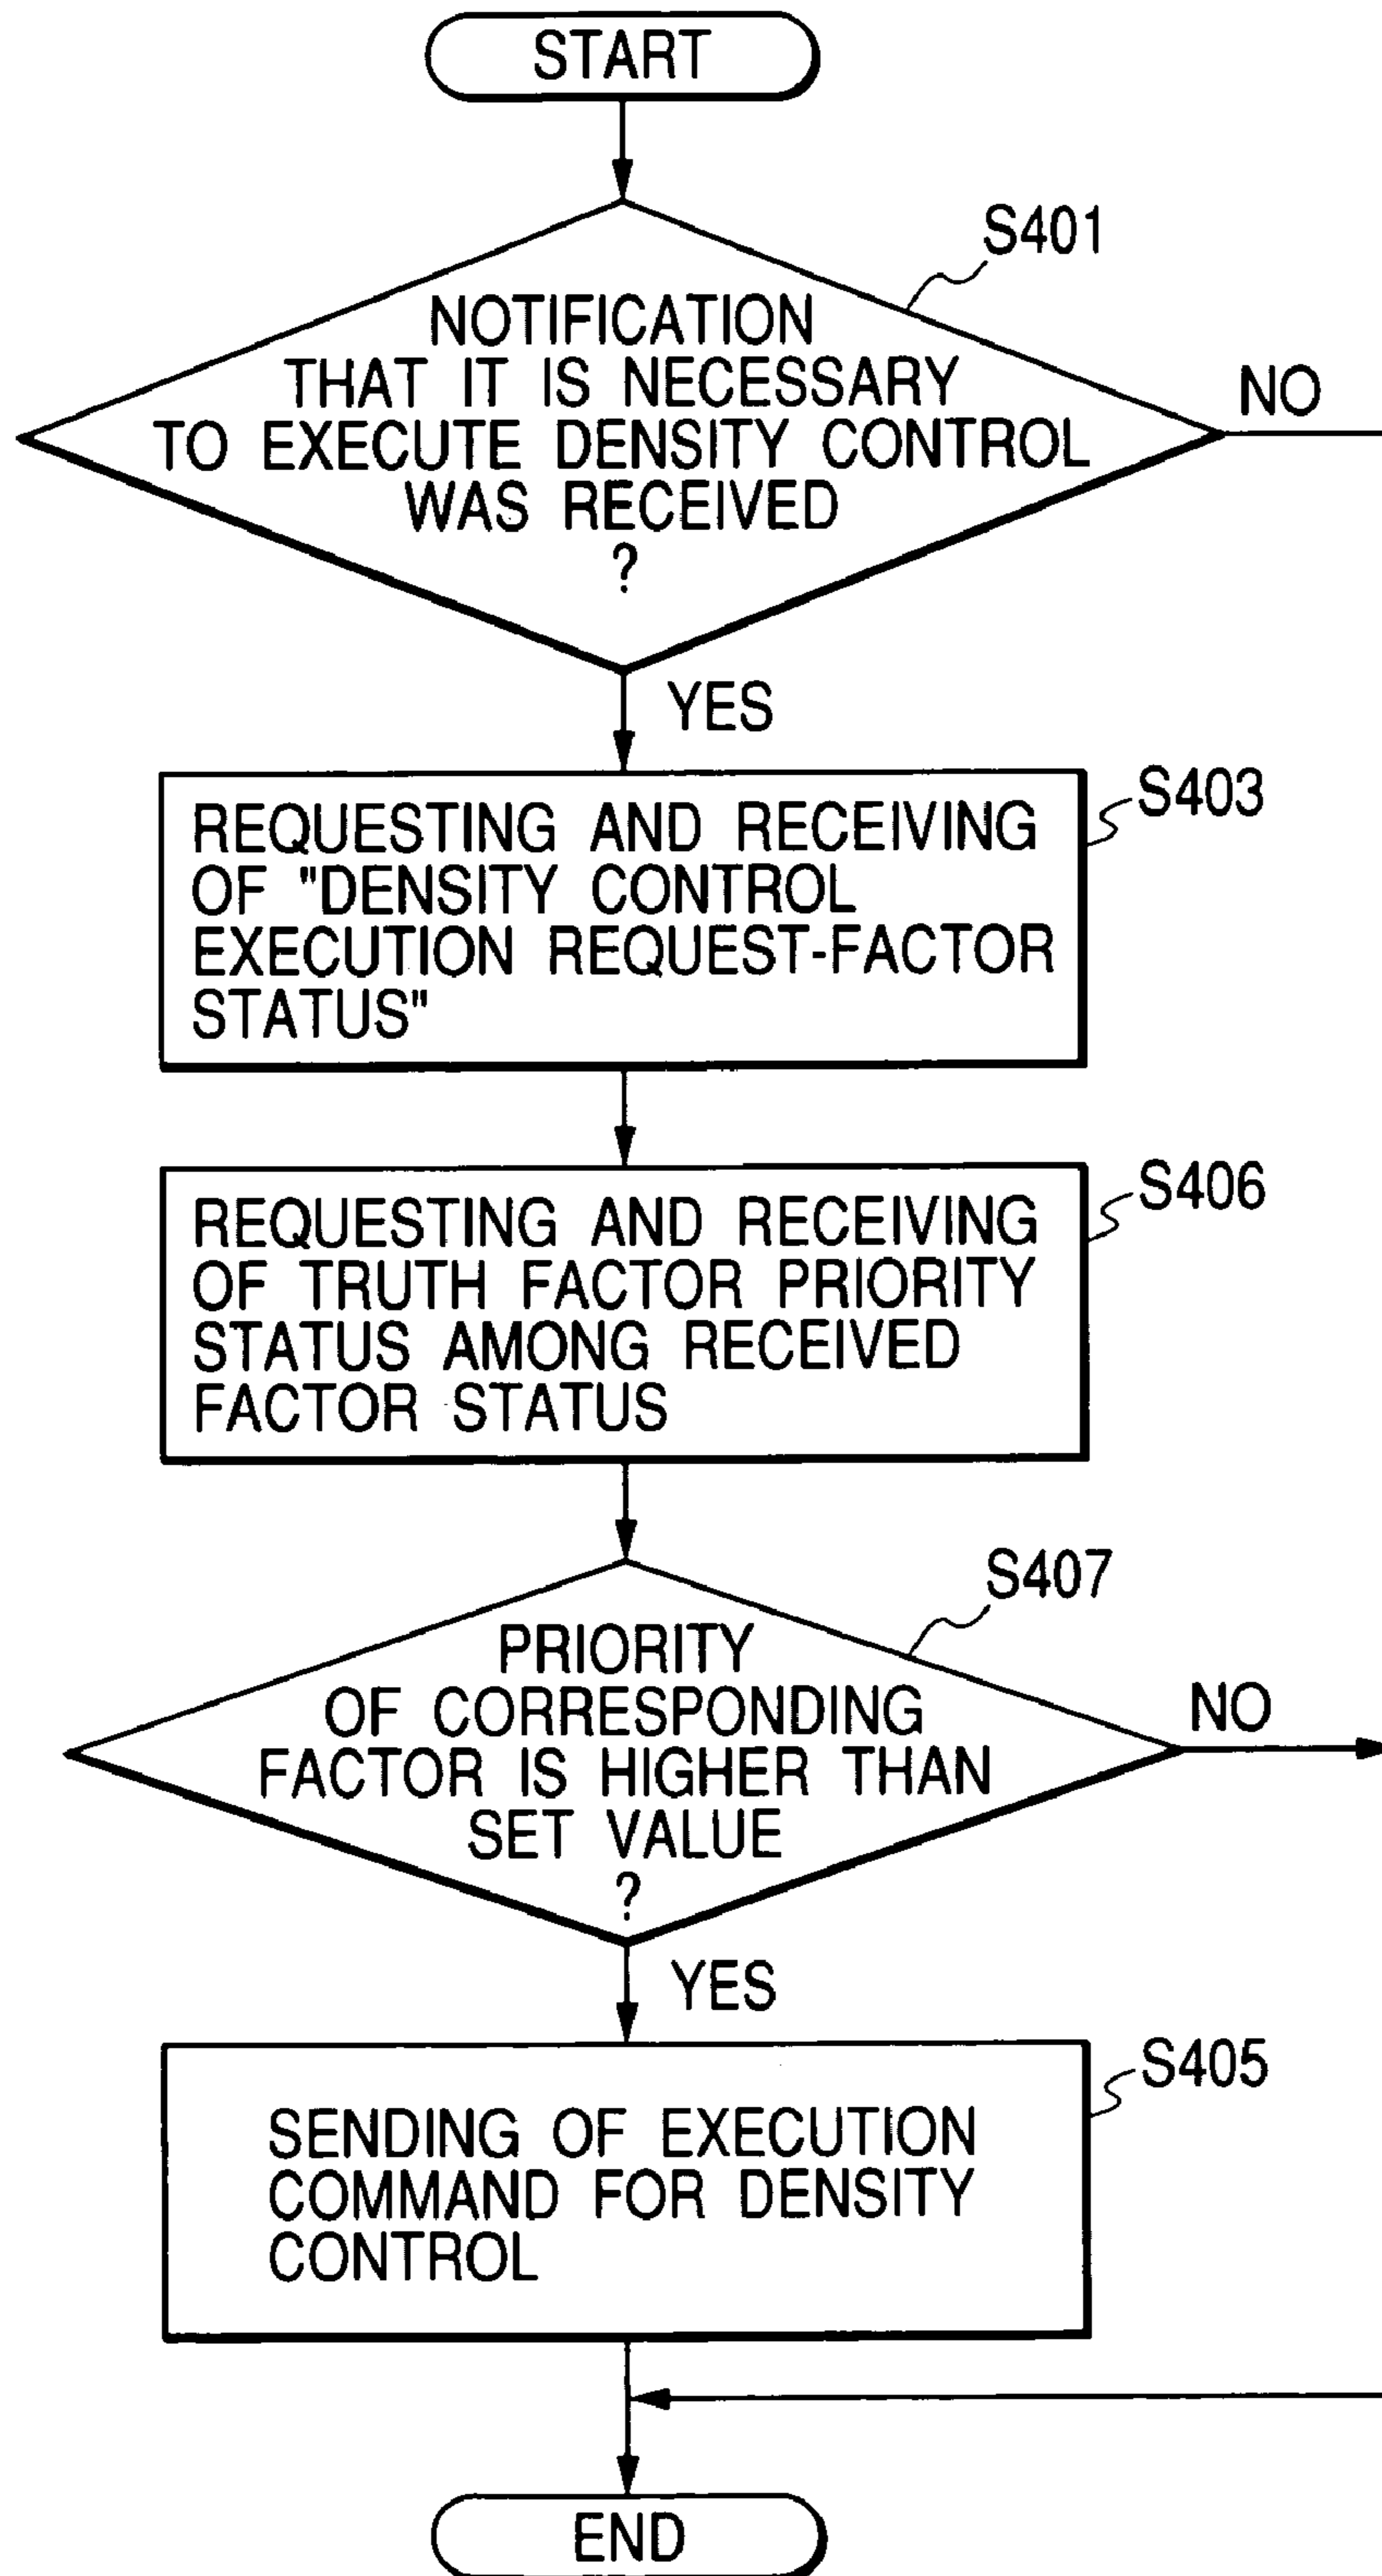 START
S401
NOTIFICATION
THAT IT IS NECESSARY
TO EXECUTE DENSITY CONTROL
WAS RECEIVED
?
NO
YES
S403
REQUESTING AND RECEIVING
OF "DENSITY CONTROL
EXECUTION REQUEST-FACTOR
STATUS"
S406
REQUESTING AND RECEIVING
OF TRUTH FACTOR PRIORITY
STATUS AMONG RECEIVED
FACTOR STATUS
S407
PRIORITY
OF CORRESPONDING
FACTOR IS HIGHER THAN
SET VALUE
?
NO
YES
S405
SENDING OF EXECUTION
COMMAND FOR DENSITY
CONTROL
END